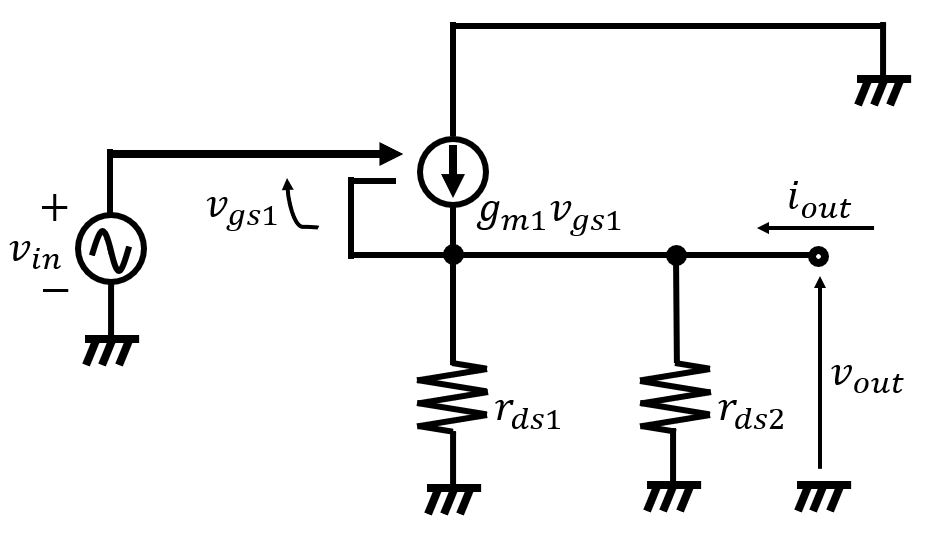 +
v_in
−
v_gs1
g_m1 v_gs1
i_out
r_ds1
r_ds2
v_out